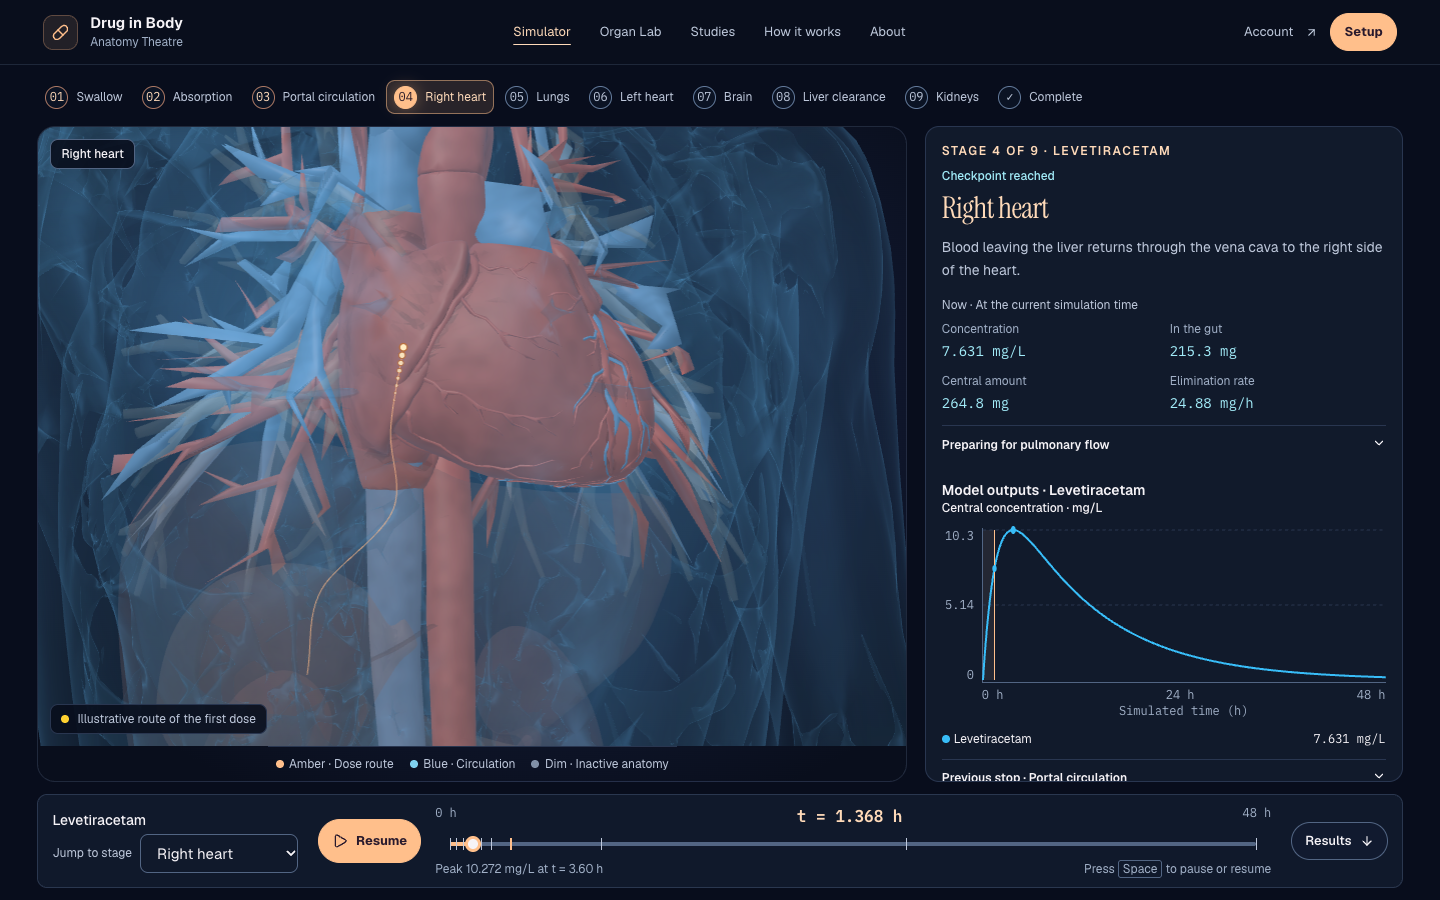 Drug in Body
Anatomy Theatre
Simulator
Organ Lab
Studies
How it works
About
Account ↗
Setup
01 Swallow
02 Absorption
03 Portal circulation
04 Right heart
05 Lungs
06 Left heart
07 Brain
08 Liver clearance
09 Kidneys
✓ Complete
Right heart
Illustrative route of the first dose
Amber · Dose route
Blue · Circulation
Dim · Inactive anatomy
STAGE 4 OF 9 · LEVETIRACETAM
Checkpoint reached
Right heart
Blood leaving the liver returns through the vena cava to the right side
of the heart.
Now · At the current simulation time
Concentration
7.631 mg/L
In the gut
215.3 mg
Central amount
264.8 mg
Elimination rate
24.88 mg/h
Preparing for pulmonary flow
Model outputs · Levetiracetam
Central concentration · mg/L
10.3
5.14
0
0 h
24 h
48 h
Simulated time (h)
Levetiracetam
7.631 mg/L
Previous stop · Portal circulation
Levetiracetam
Jump to stage
Right heart
Resume
0 h
t = 1.368 h
48 h
Peak 10.272 mg/L at t = 3.60 h
Press Space to pause or resume
Results ↓